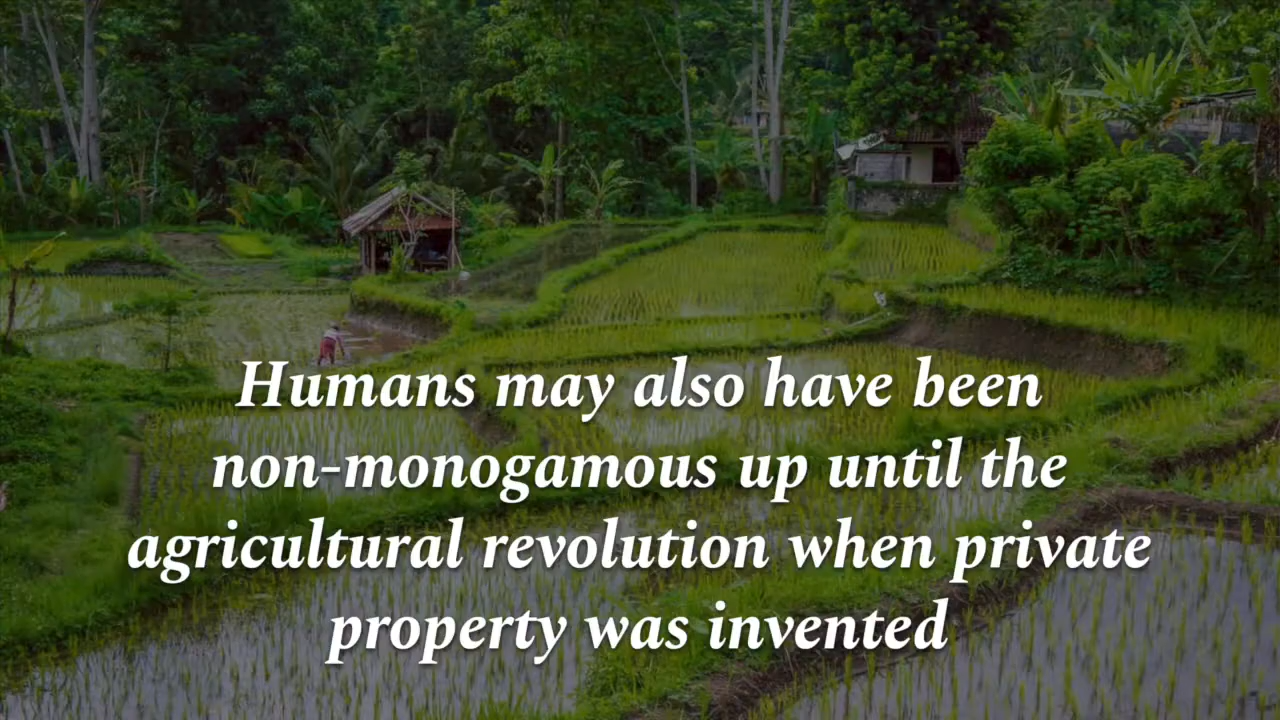 Humans may also have been
non-monogamous up until the
agricultural revolution when private
property was invented